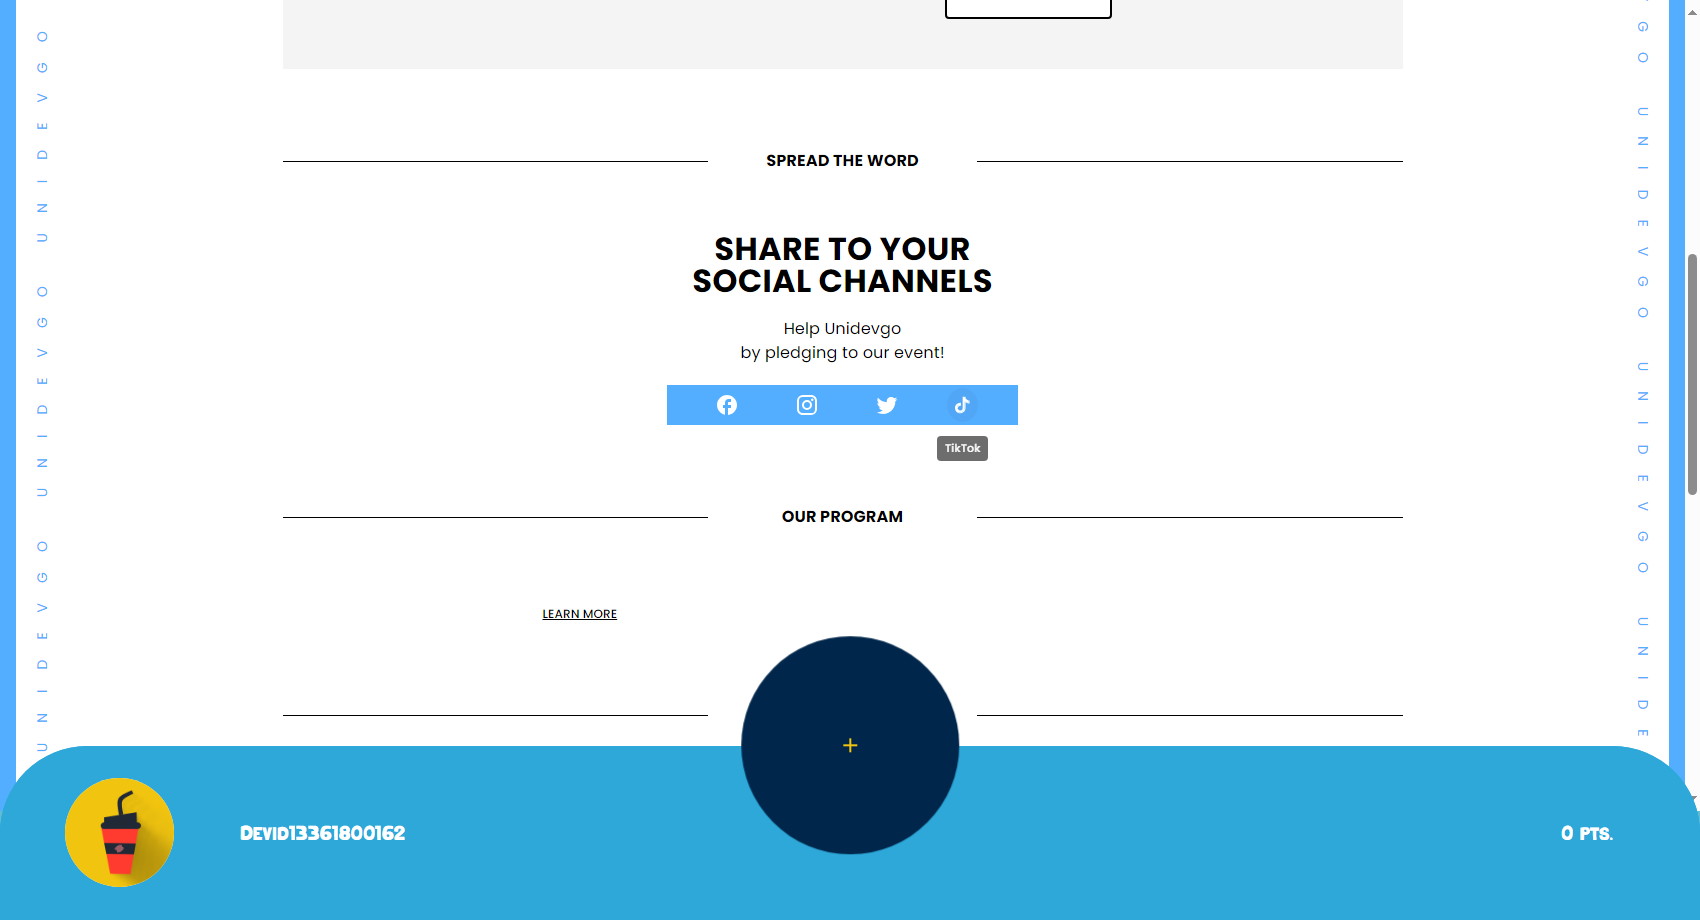 SPREAD THE WORD
SHARE TO YOUR
SOCIAL CHANNELS
Help Unidevgo
by pledging to our event!
TikTok
OUR PROGRAM
LEARN MORE
+
Devid13361800162
0 PTS.
UNIDEVGO UNIDEVGO UNIDEVGO
GO UNIDEVGO UNIDEVGO UNIDE